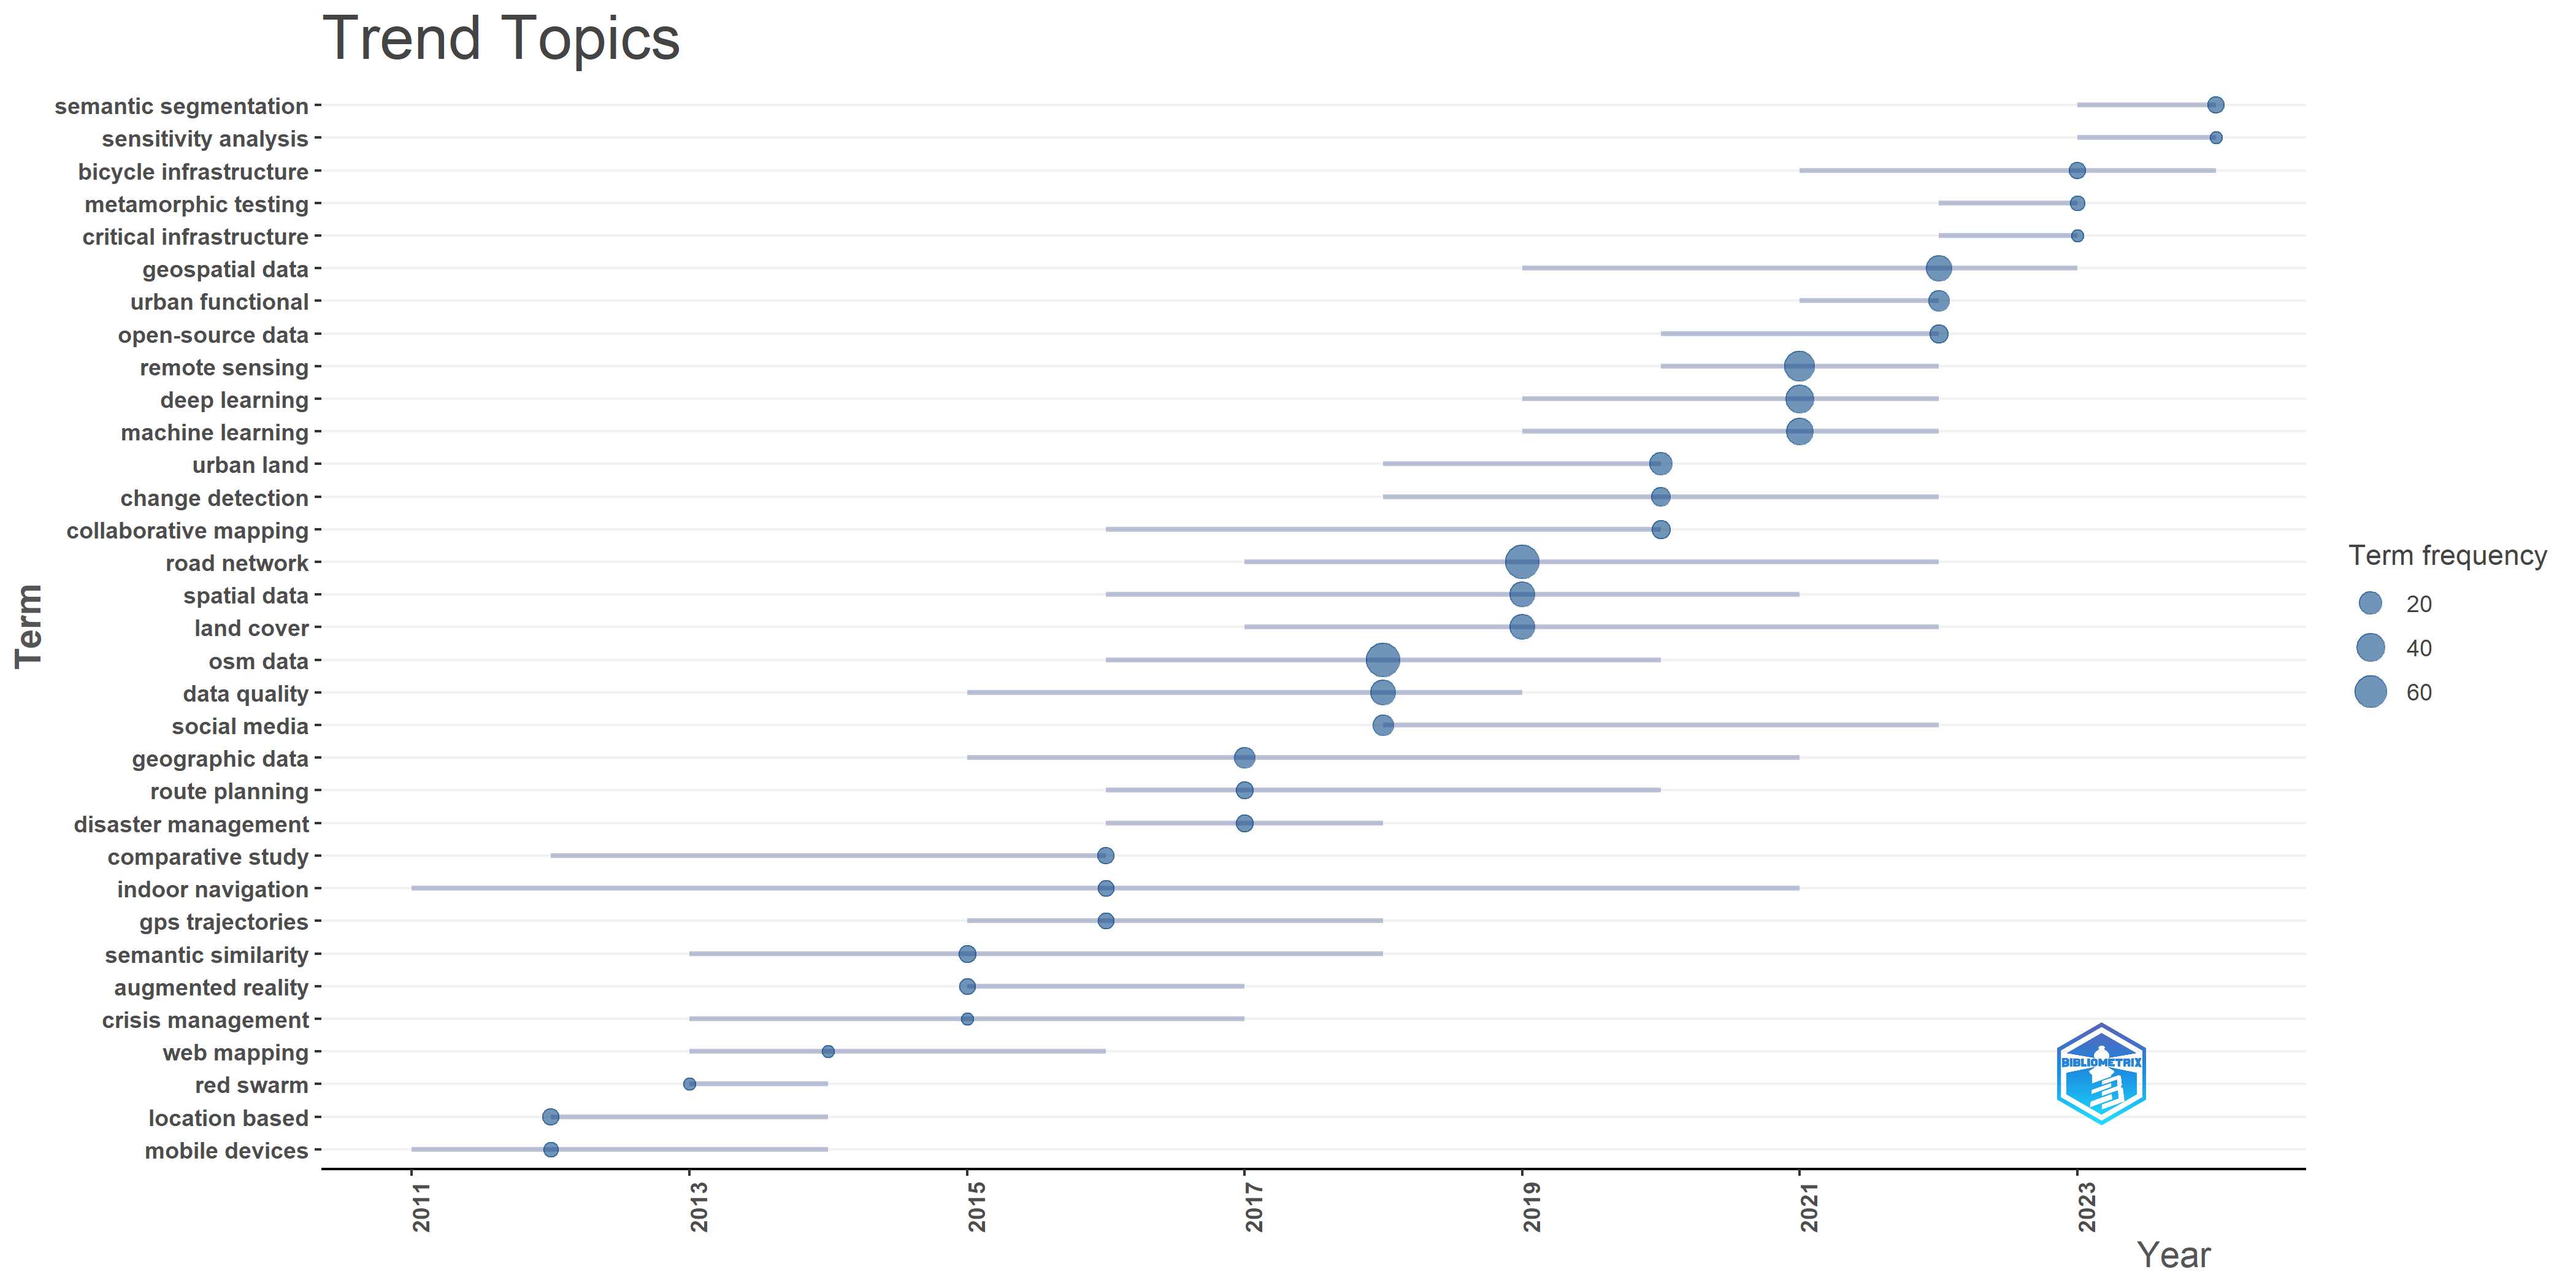 Trend Topics
semantic segmentation
sensitivity analysis
bicycle infrastructure
metamorphic testing
critical infrastructure
geospatial data
urban functional
open-source data
remote sensing
deep learning
machine learning
urban land
change detection
collaborative mapping
road network
spatial data
land cover
osm data
data quality
social media
geographic data
route planning
disaster management
comparative study
indoor navigation
gps trajectories
semantic similarity
augmented reality
crisis management
web mapping
red swarm
location based
mobile devices
Term
Term frequency
20
40
60
BIBLIOMETRIX
2011
2013
2015
2017
2019
2021
2023
Year